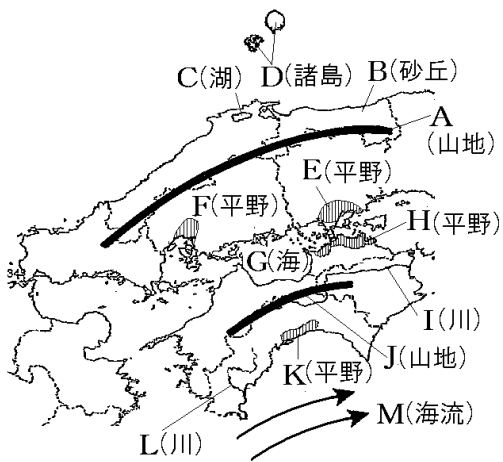 C(湖)
D(諸島)
B(砂丘)
A
(山地)
E(平野)
F(平野)
H(平野)
G(海)
I(川)
J(山地)
K(平野)
M(海流)
L(川)